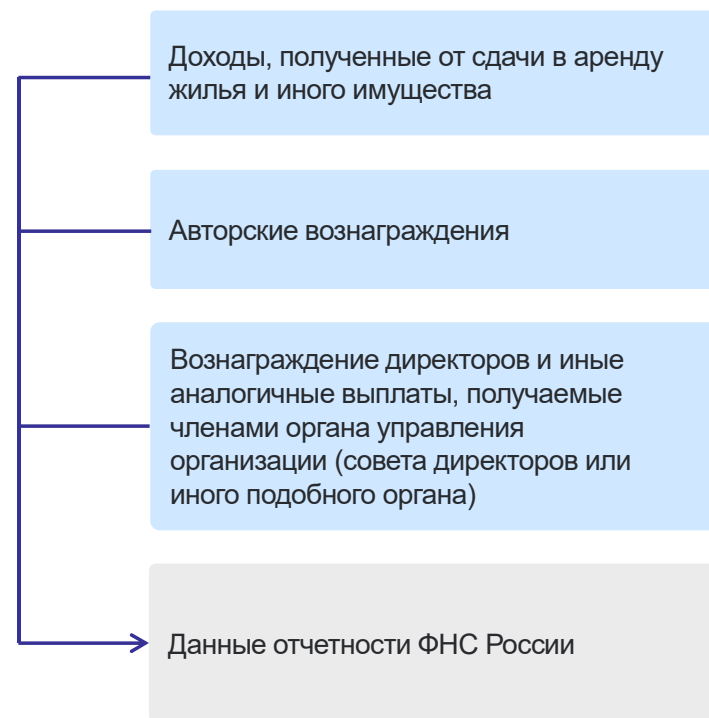 Доходы, полученные от сдачи в аренду
жилья и иного имущества
Авторские вознаграждения
Вознаграждение директоров и иные
аналогичные выплаты, получаемые
членами органа управления
организации (совета директоров или
иного подобного органа)
Данные отчетности ФНС России